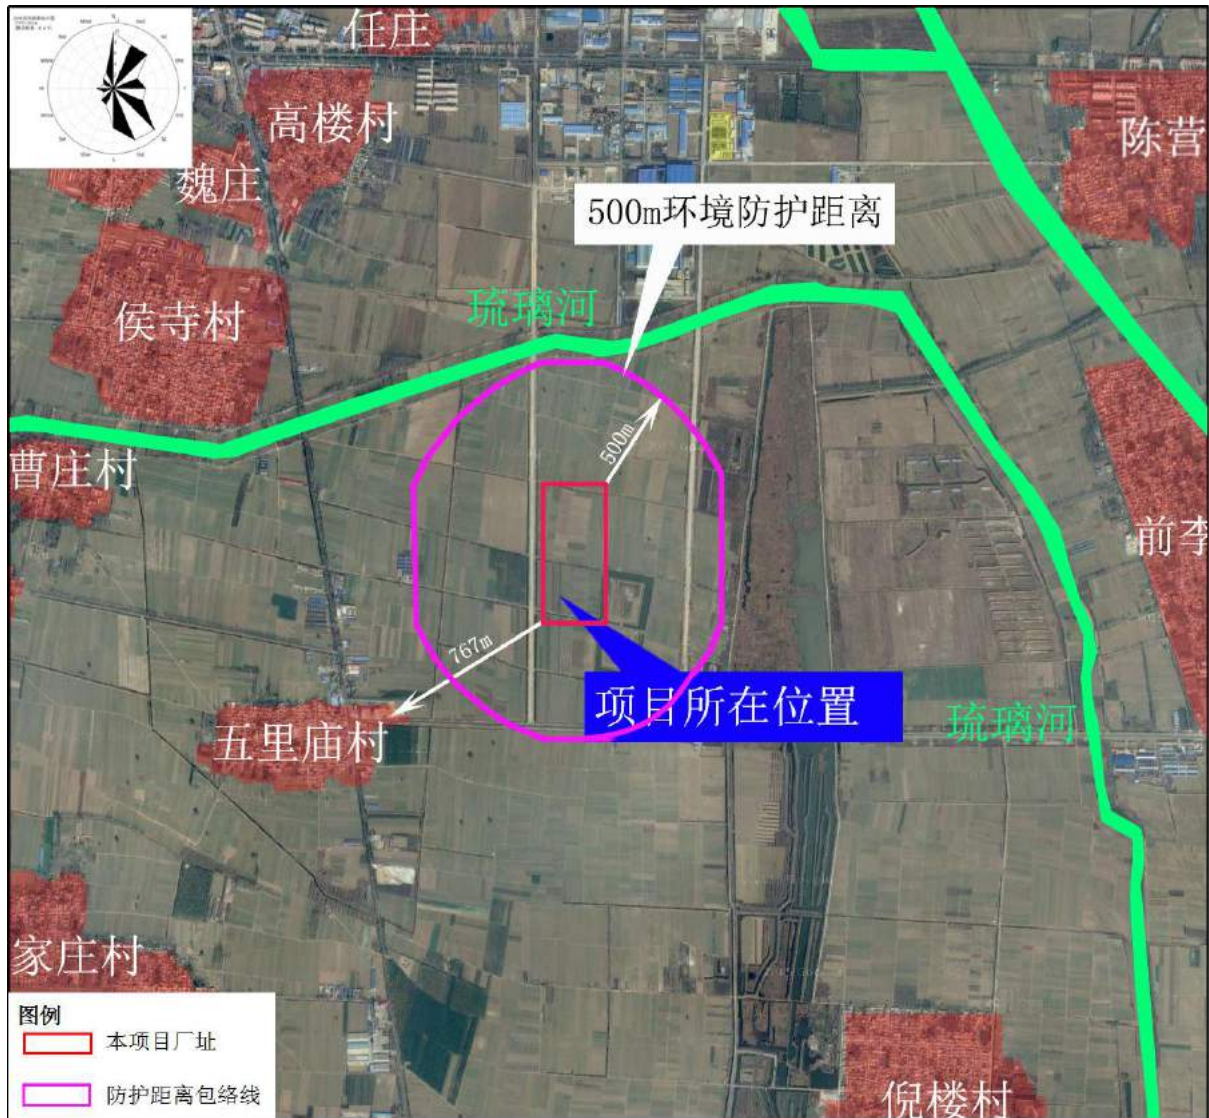 任庄
高楼村
陈营
魏庄
500m环境防护距离
琉璃河
侯寺村
500m
曹庄村
前李
767m
项目所在位置
琉璃河
五里庙村
家庄村
图例
本项目厂址
防护距离包络线
倪楼村